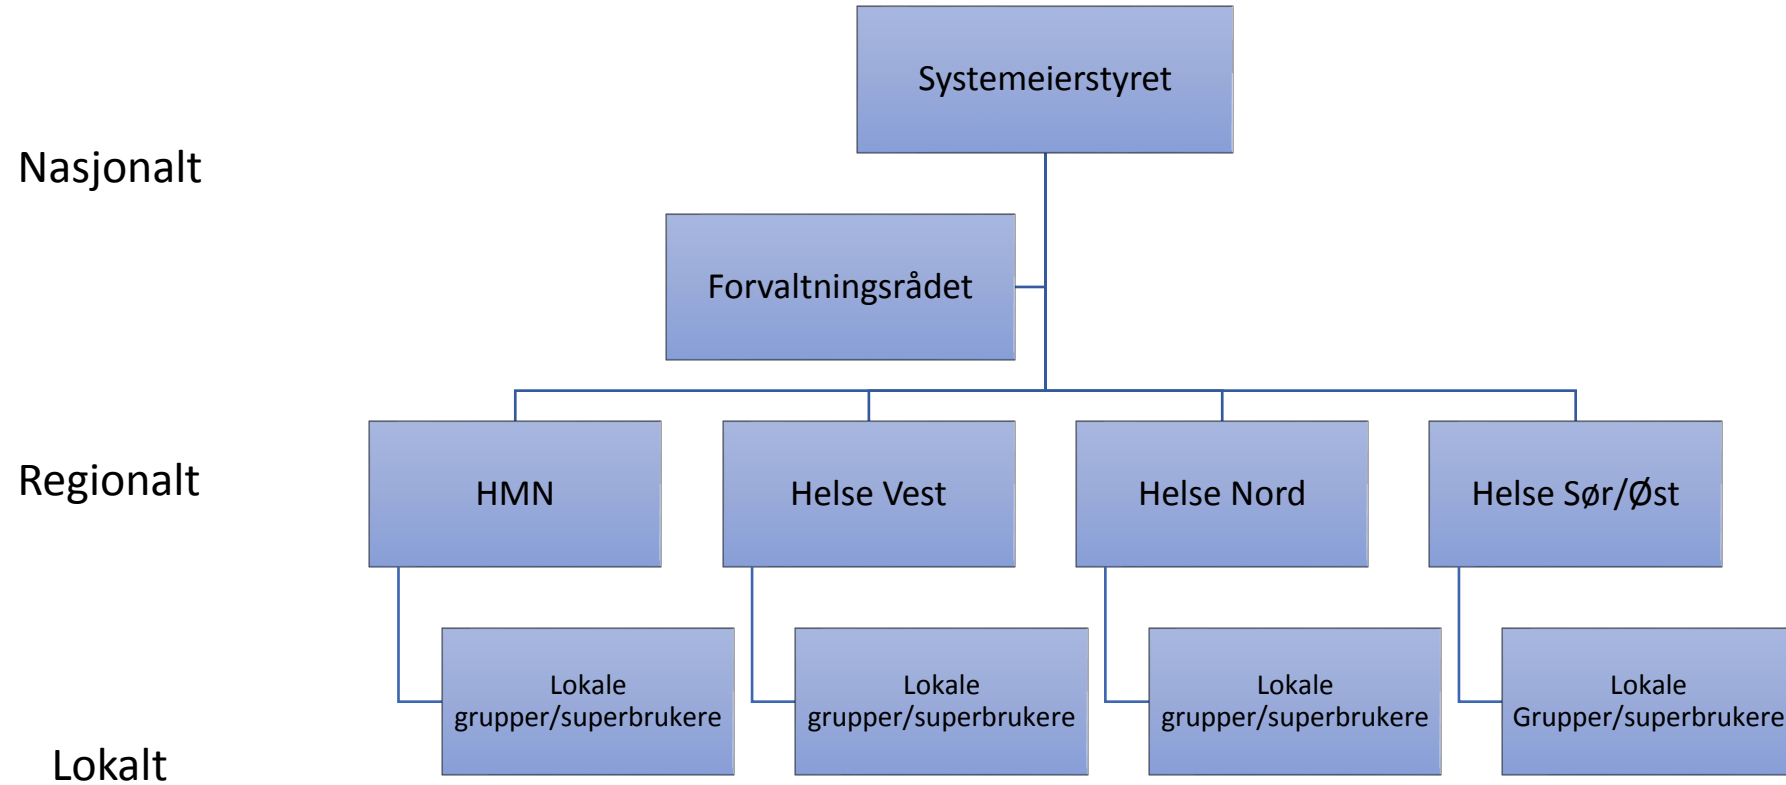 Systemeierstyret
Nasjonalt
Forvaltningsrådet
Regionalt
HMN
Helse Vest
Helse Nord
Helse Sør/Øst
Lokale
grupper/superbrukere
Lokale
grupper/superbrukere
Lokale
grupper/superbrukere
Lokale
Grupper/superbrukere
Lokalt